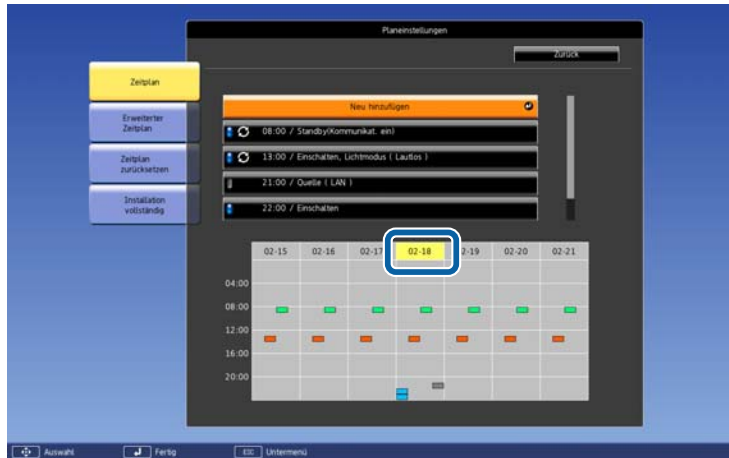 Planeinstellungen
Zurück
Zeitplan
Erweiterter
Zeitplan
Zeitplan
zurücksetzen
Installation
vollständig
Neu hinzufügen
08:00 / Standby(Kommunikat. ein)
13:00 / Einschalten, Lichtmodus ( Lautlos )
21:00 / Quelle ( LAN )
22:00 / Einschalten
02-15 02-16 02-17 02-18 2-19 02-20 02-21
04:00
08:00
12:00
16:00
20:00
Auswahl Fertig ESC Untermenü